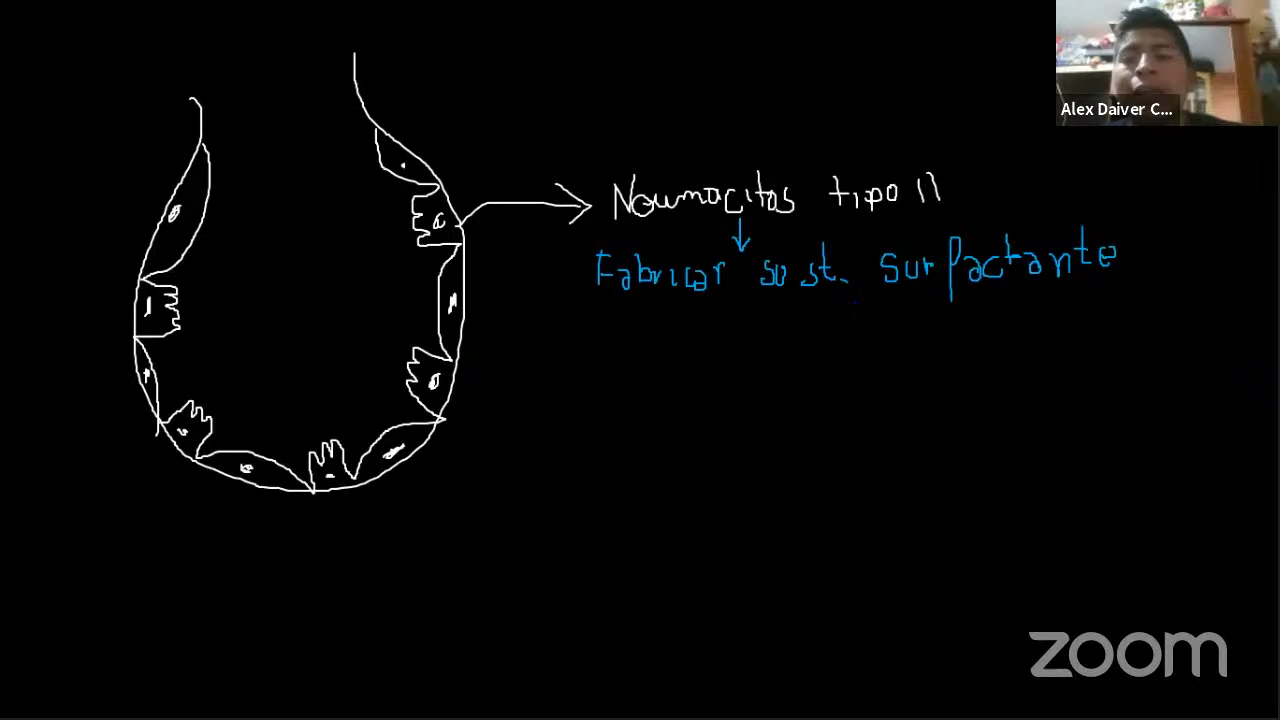 Alex Daiver C...
Neumocitos tipo II
Fabricar sust. surfactante
zoom